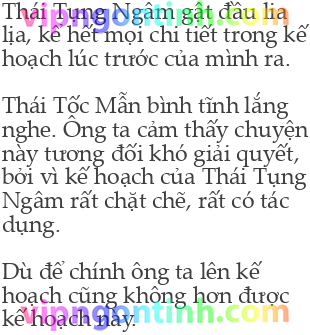 Thái Tụng Ngâm gật đầu lia
vipngontinh.com
lịa, kể hết mọi chi tiết trong kế
hoạch lúc trước của mình ra.
Thái Tốc Mẫn bình tĩnh lắng
nghe. Ông ta cảm thấy chuyện
này tương đối khó giải quyết,
bởi vì kế hoạch của Thái Tụng
Ngâm rất chặt chẽ, rất có tác
dụng.
Dù để chính ông ta lên kế
hoạch cũng không hơn được
vipngontinh.com
kế hoạch này.